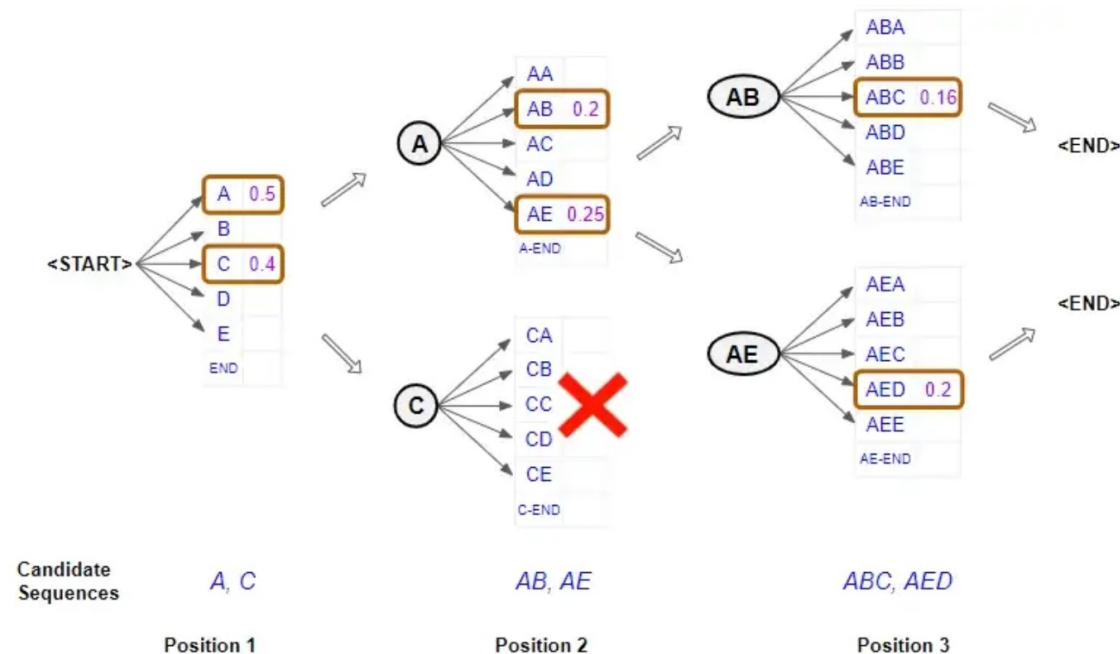 <START>
A 0.5
B
C 0.4
D
E
END
A
AA
AB 0.2
AC
AD
AE 0.25
A-END
C
CA
CB
CC
CD
CE
C-END
AB
ABA
ABB
ABC 0.16
ABD
ABE
AB-END
<END>
AE
AEA
AEB
AEC
AED 0.2
AEE
AE-END
<END>
Candidate
Sequences
A, C
AB, AE
ABC, AED
Position 1
Position 2
Position 3